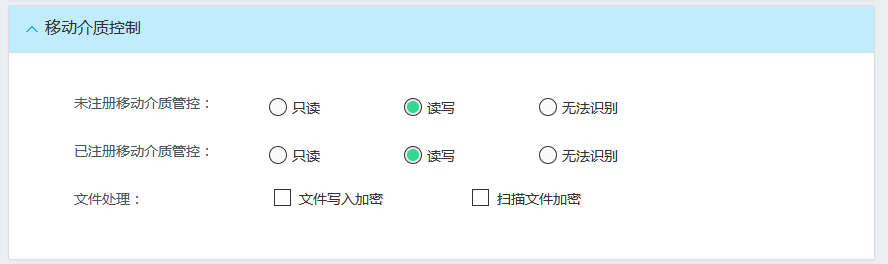 移动介质控制
未注册移动介质管控： 只读 读写 无法识别
已注册移动介质管控： 只读 读写 无法识别
文件处理： 文件写入加密 扫描文件加密